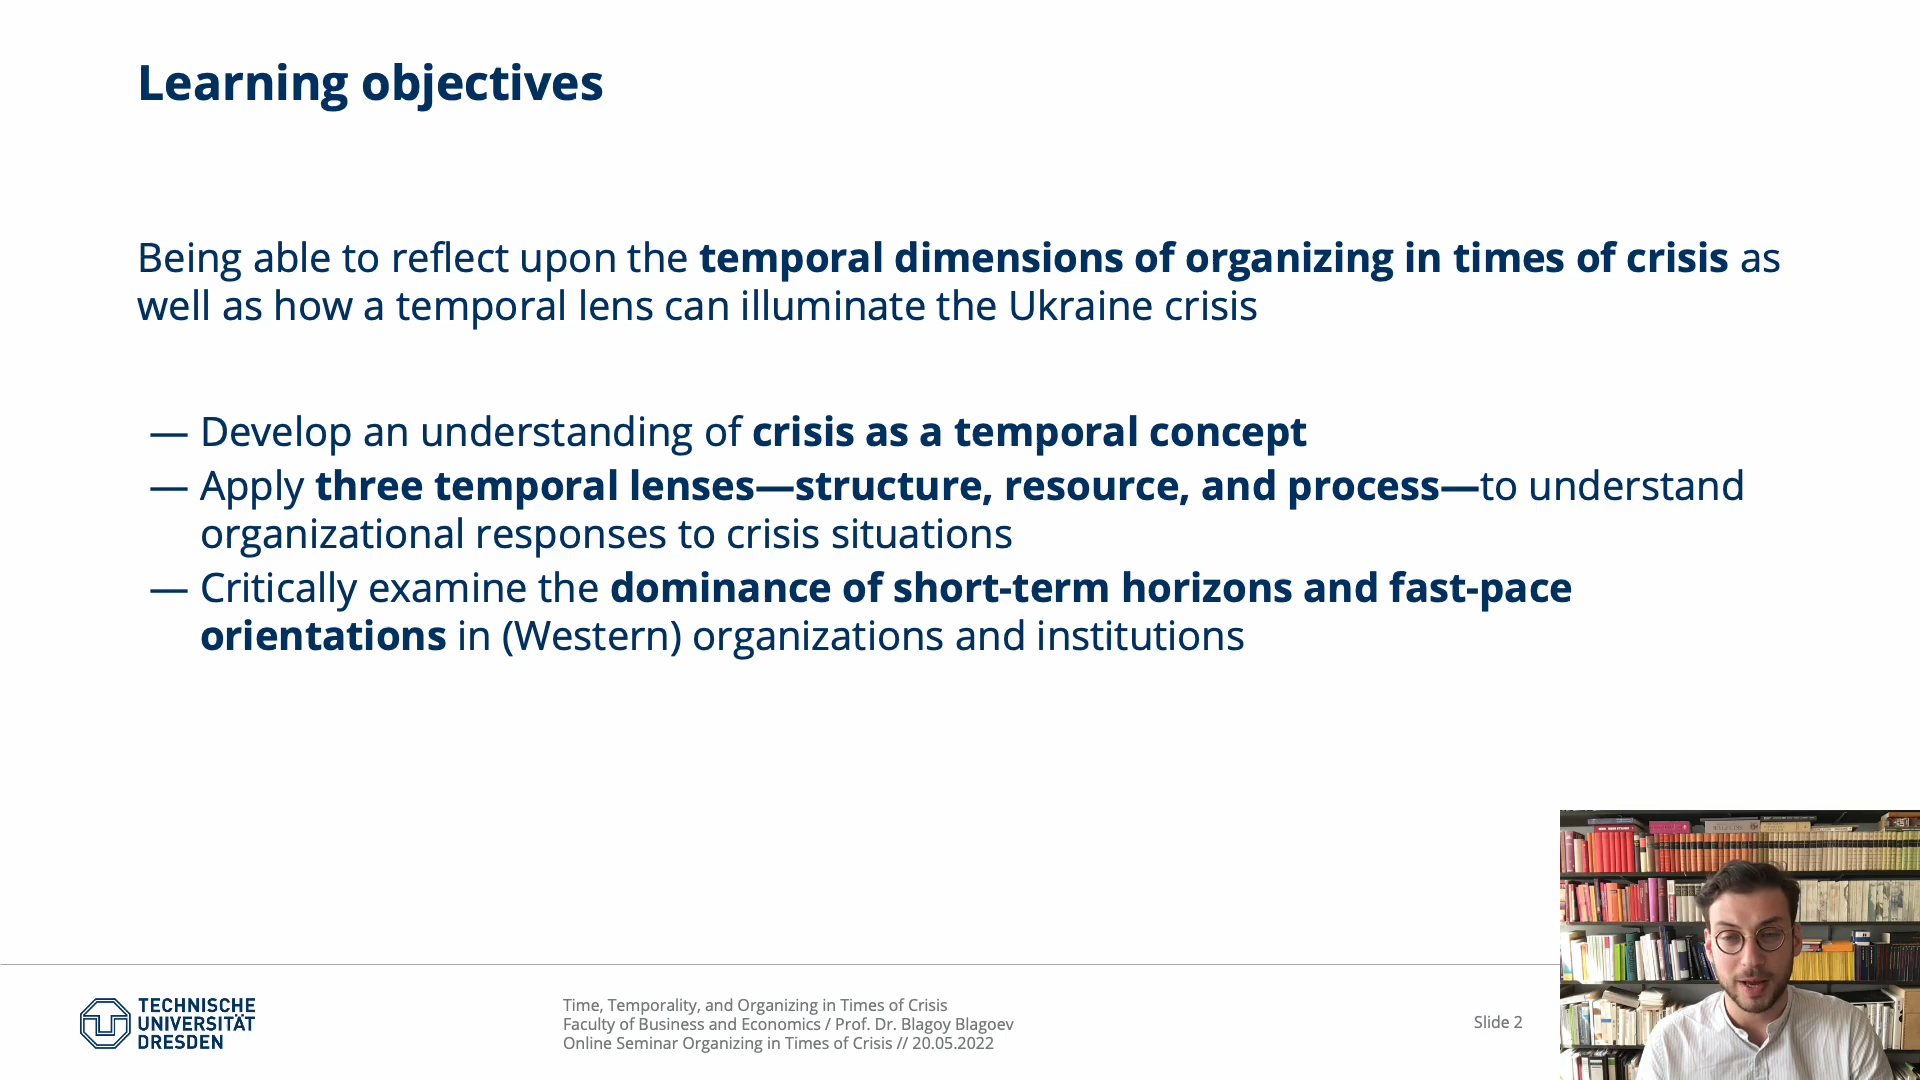 Learning objectives
Being able to reflect upon the temporal dimensions of organizing in times of crisis as
well as how a temporal lens can illuminate the Ukraine crisis
— Develop an understanding of crisis as a temporal concept
— Apply three temporal lenses—structure, resource, and process—to understand
organizational responses to crisis situations
— Critically examine the dominance of short-term horizons and fast-pace
orientations in (Western) organizations and institutions
TECHNISCHE
UNIVERSITÄT
DRESDEN
Time, Temporality, and Organizing in Times of Crisis
Faculty of Business and Economics / Prof. Dr. Blagoy Blagoev
Online Seminar Organizing in Times of Crisis // 20.05.2022
Slide 2